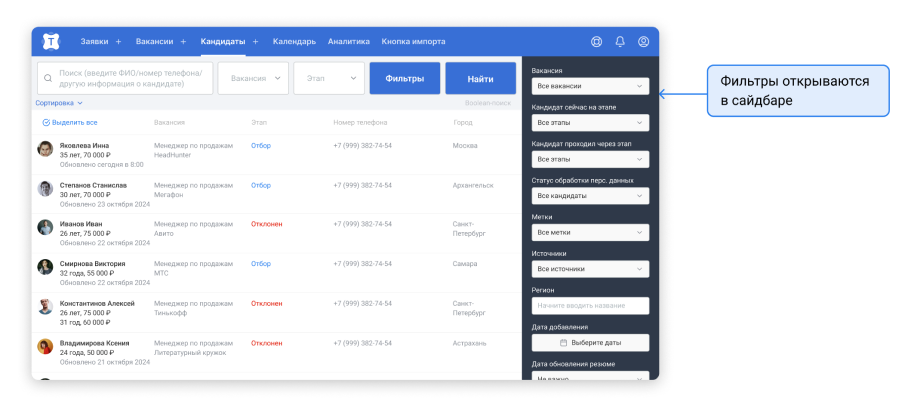 Заявки +
Вакансии +
Кандидаты +
Календарь
Аналитика
Кнопка импорта
Поиск (введите ФИО/номер телефона/
другую информация о кандидате)
Вакансия
Этап
Фильтры
Найти
Сортировка
Воозвап-поиск
Выделить все
Вакансия
Этап
Номер телефона
Город
Яковлева Инна
35 лет, 70 000 ₽
Обновлено сегодня в 8:00
Менеджер по продажам
HeadHunter
Отбор
+7 (999) 382-74-54
Москва
Степанов Станислав
30 лет, 70 000 ₽
Обновлено 23 октября 2024
Менеджер по продажам
Мегафон
Отбор
+7 (999) 382-74-54
Архангельск
Иванов Иван
26 лет, 75 000 ₽
Обновлено 22 октября 2024
Менеджер по продажам
Авито
Отклонен
+7 (999) 382-74-54
Санкт-
Петербург
Смирнова Виктория
32 года, 55 000 ₽
Обновлено 22 октября 2024
Менеджер по продажам
МТС
Отбор
+7 (999) 382-74-54
Самара
Константинов Алексей
26 лет, 75 000 ₽
31 год, 60 000 ₽
Менеджер по продажам
Тинькофф
Отклонен
+7 (999) 382-74-54
Санкт-
Петербург
Владимирова Ксения
24 года, 50 000 ₽
Обновлено 21 октября 2024
Менеджер по продажам
Литературный кружок
Отклонен
+7 (999) 382-74-54
Астрахань
Вакансия
Все вакансии
Кандидат сейчас на этапе
Все этапы
Кандидат проходил через этап
Все этапы
Статус обработки перс. данных
Все кандидаты
Метки
Все метки
Источники
Все источники
Регион
Начните вводить название
Дата добавления
Выберите даты
Дата обновления резюме
Не важно
Фильтры открываются
в сайдбаре